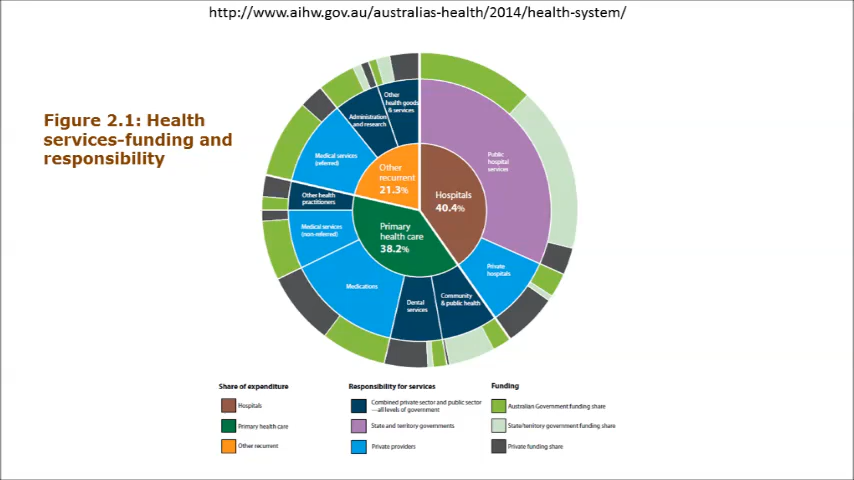 http://www.aihw.gov.au/australias-health/2014/health-system/
Figure 2.1: Health
services-funding and
responsibility
Other
health goods
& services
Administration
and research
Medical services
(referred)
Other health
practitioners
Medical services
(non-referred)
Medications
Dental
services
Community
& public health
Private
hospitals
Public
hospital
services
Other
recurrent
21.3%
Hospitals
40.4%
Primary
health care
38.2%
Share of expenditure
Hospitals
Primary health care
Other recurrent
Responsibility for services
Combined private sector and public sector
—all levels of government
State and territory governments
Private providers
Funding
Australian Government funding share
State/territory government funding share
Private funding share